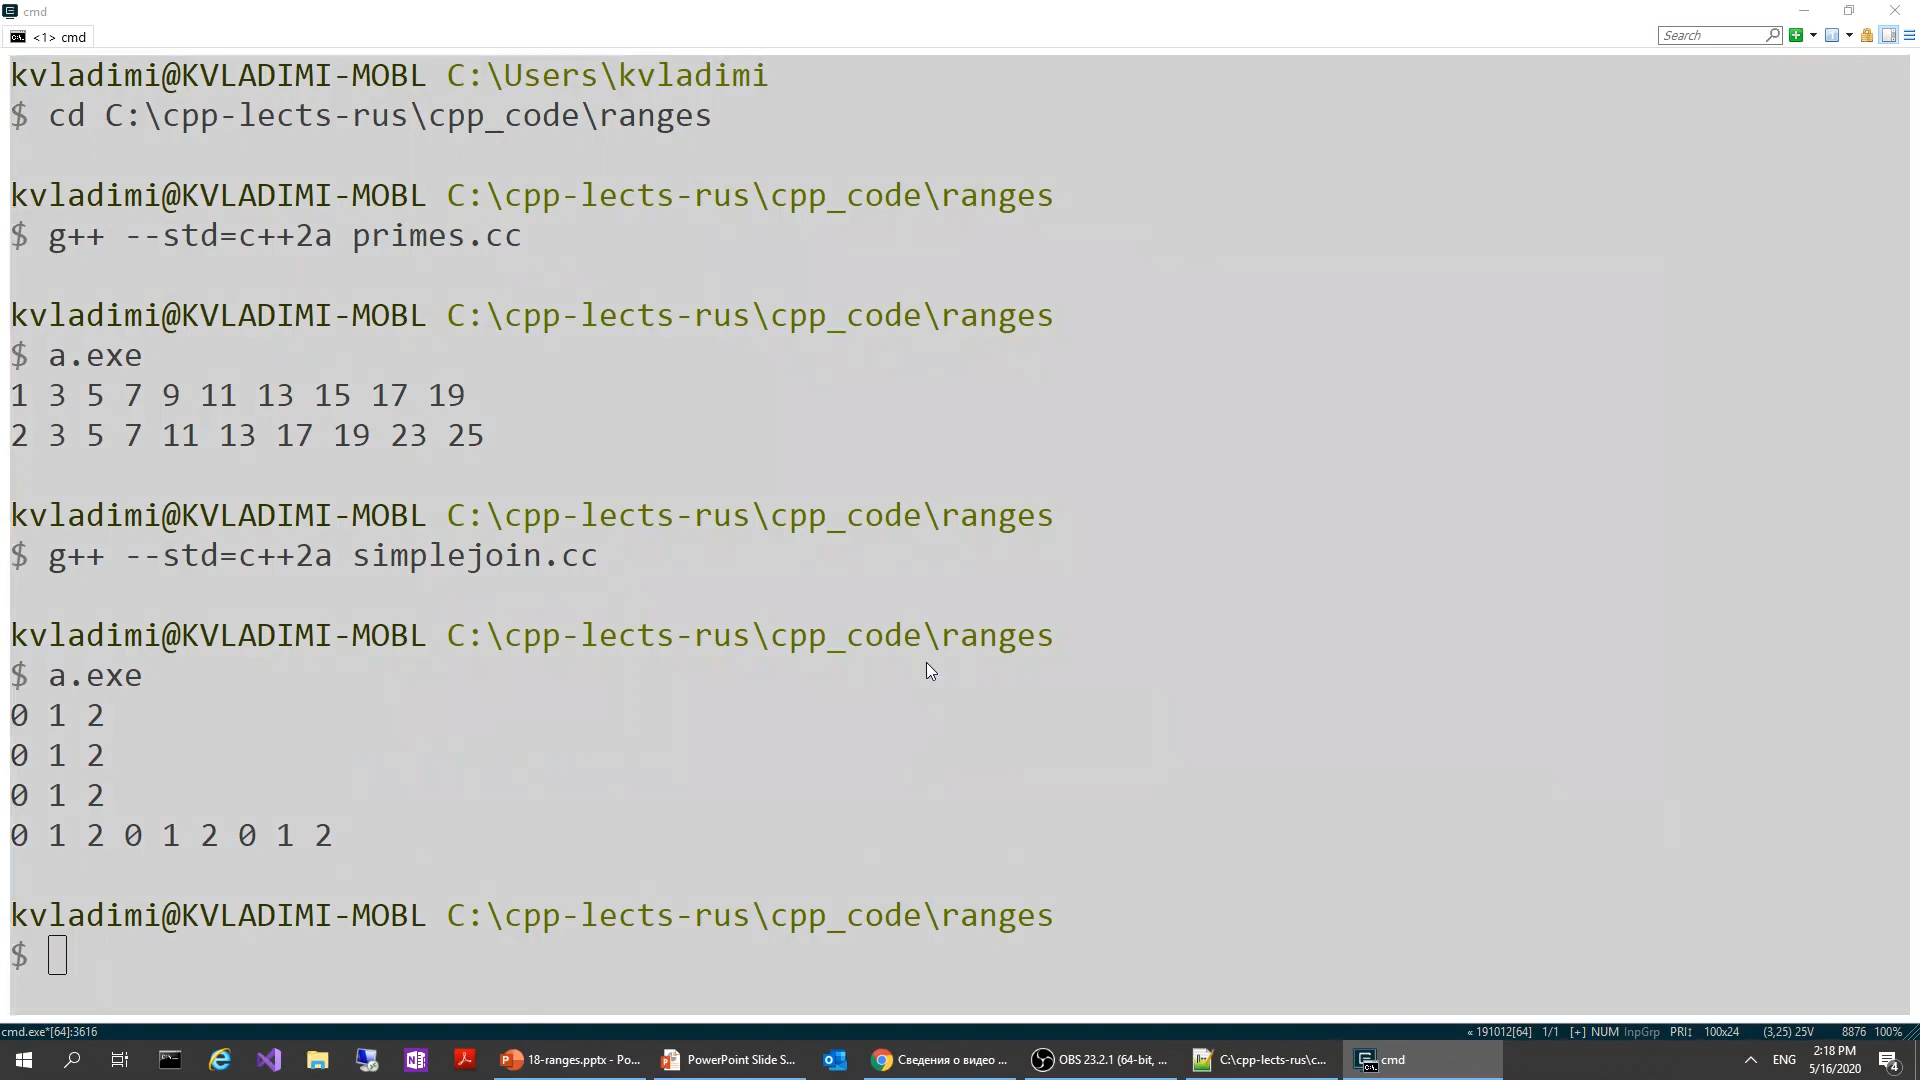 cmd
<1> cmd
Search
kvladimi@KVLADIMI-MOBL C:\Users\kvladimi
$ cd C:\cpp-lects-rus\cpp_code\ranges
kvladimi@KVLADIMI-MOBL C:\cpp-lects-rus\cpp_code\ranges
$ g++ --std=c++2a primes.cc
kvladimi@KVLADIMI-MOBL C:\cpp-lects-rus\cpp_code\ranges
$ a.exe
1 3 5 7 9 11 13 15 17 19
2 3 5 7 11 13 17 19 23 25
kvladimi@KVLADIMI-MOBL C:\cpp-lects-rus\cpp_code\ranges
$ g++ --std=c++2a simplejoin.cc
kvladimi@KVLADIMI-MOBL C:\cpp-lects-rus\cpp_code\ranges
$ a.exe
0 1 2
0 1 2
0 1 2
0 1 2 0 1 2 0 1 2
kvladimi@KVLADIMI-MOBL C:\cpp-lects-rus\cpp_code\ranges
$
cmd.exe*[64]:3616 « 191012[64] 1/1 [+] NUM InpGrp PRI↕ 100x24 (3,25) 25V 8876 100%
18-ranges.pptx - Po... PowerPoint Slide S... Сведения о видео ... OBS 23.2.1 (64-bit, ... C:\cpp-lects-rus\c... cmd ENG 2:18 PM
5/16/2020 4